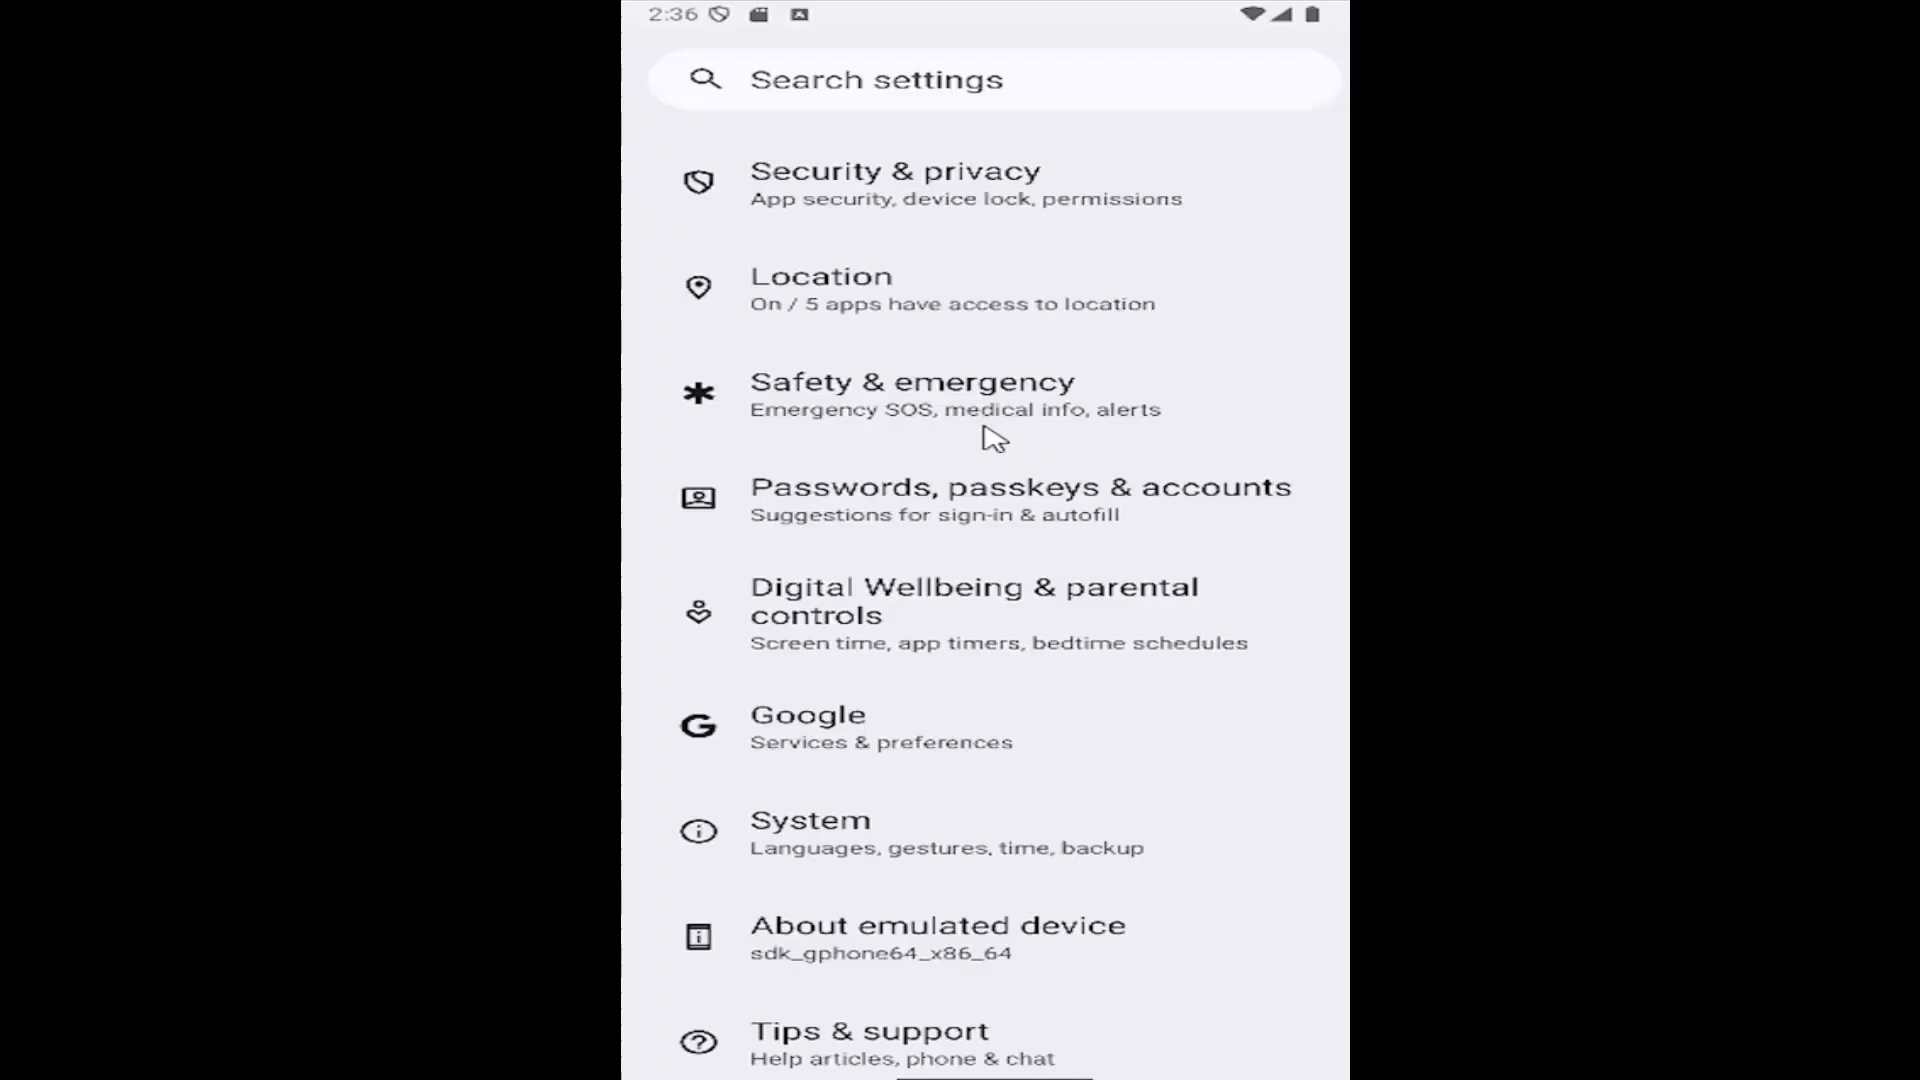 2:36
Search settings
Security & privacy
App security, device lock, permissions
Location
On / 5 apps have access to location
Safety & emergency
Emergency SOS, medical info, alerts
Passwords, passkeys & accounts
Suggestions for sign-in & autofill
Digital Wellbeing & parental
controls
Screen time, app timers, bedtime schedules
Google
Services & preferences
System
Languages, gestures, time, backup
About emulated device
sdk_gphone64_x86_64
Tips & support
Help articles, phone & chat